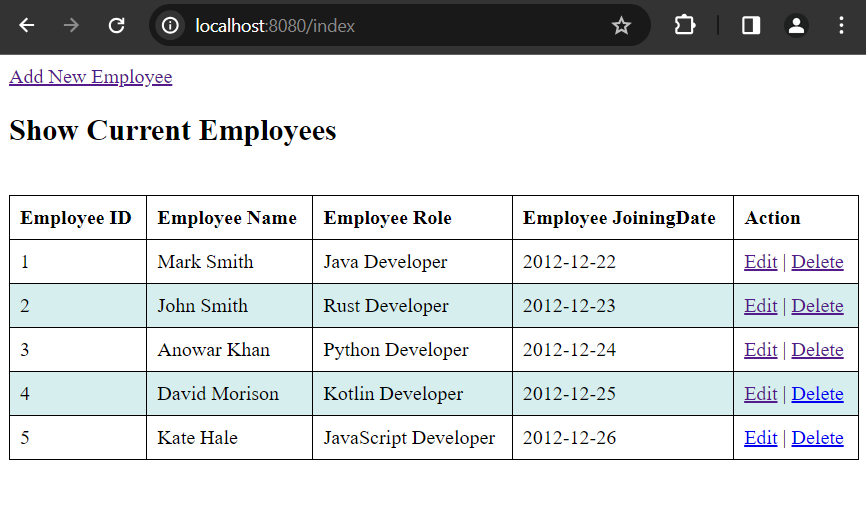 localhost:8080/index
Add New Employee
Show Current Employees
Employee ID Employee Name Employee Role Employee JoiningDate Action
1 Mark Smith Java Developer 2012-12-22 Edit | Delete
2 John Smith Rust Developer 2012-12-23 Edit | Delete
3 Anowar Khan Python Developer 2012-12-24 Edit | Delete
4 David Morison Kotlin Developer 2012-12-25 Edit | Delete
5 Kate Hale JavaScript Developer 2012-12-26 Edit | Delete